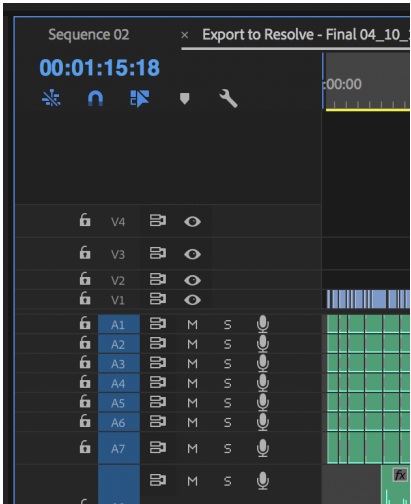 Sequence 02 × Export to Resolve - Final 04_10_
00:01:15:18
:00:00
V4
V3
V2
V1
A1 M S
A2 M S
A3 M S
A4 M S
A5 M S
A6 M S
A7 M S
M S
fx